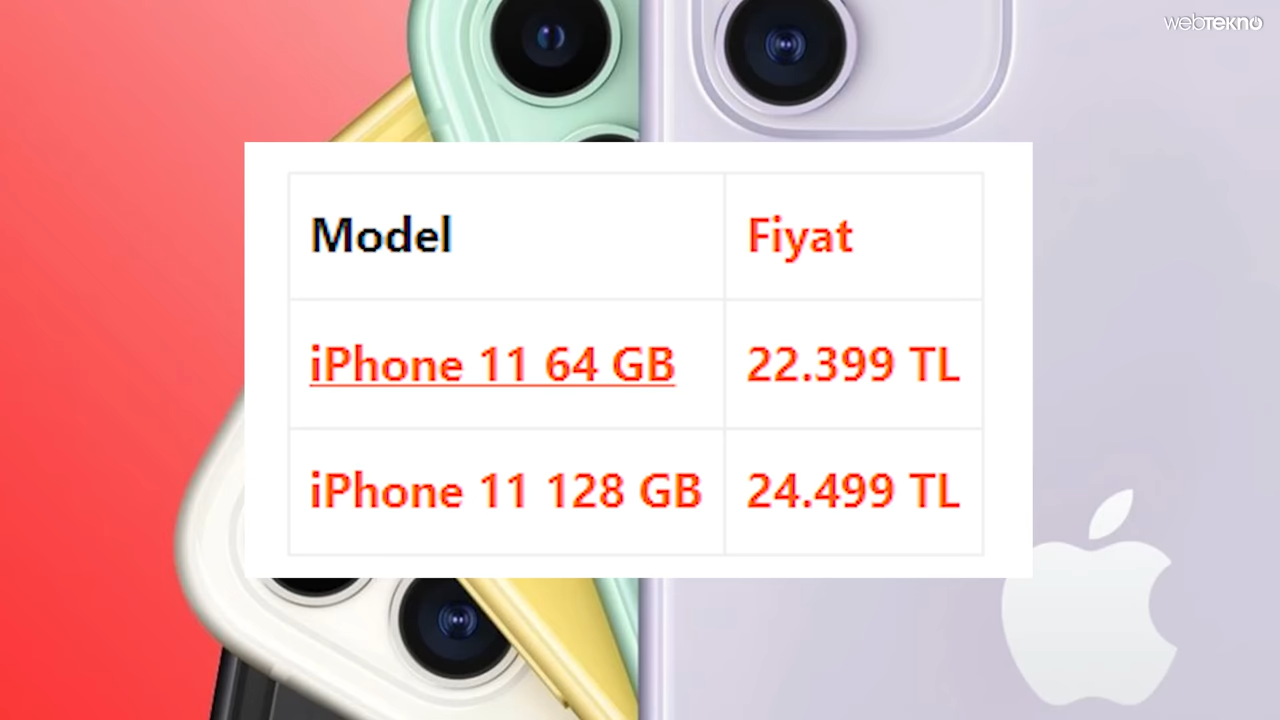 webtekno
Model Fiyat
iPhone 11 64 GB 22.399 TL
iPhone 11 128 GB 24.499 TL